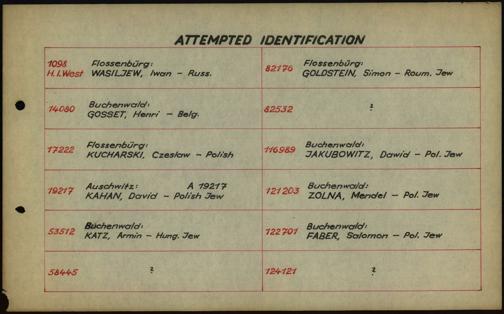 ATTEMPTED IDENTIFICATION
1098 Flossenbürg:
H.I.West WASILJEW, Iwan – Russ.
82176 Flossenbürg:
GOLDSTEIN, Simon – Roum. Jew
14080 Buchenwald:
GOSSET, Henri – Belg.
82532 ?
17222 Flossenbürg:
KUCHARSKI, Czeslaw – Polish
116989 Buchenwald:
JAKUBOWITZ, Dawid – Pol. Jew
19217 Auschwitz: A 19217
KAHAN, David – Polish Jew
121203 Buchenwald:
ZOLNA, Mendel – Pol. Jew
53512 Buchenwald:
KATZ, Armin – Hung. Jew
122701 Buchenwald:
FABER, Salomon – Pol. Jew
58445 ?
124121 ?